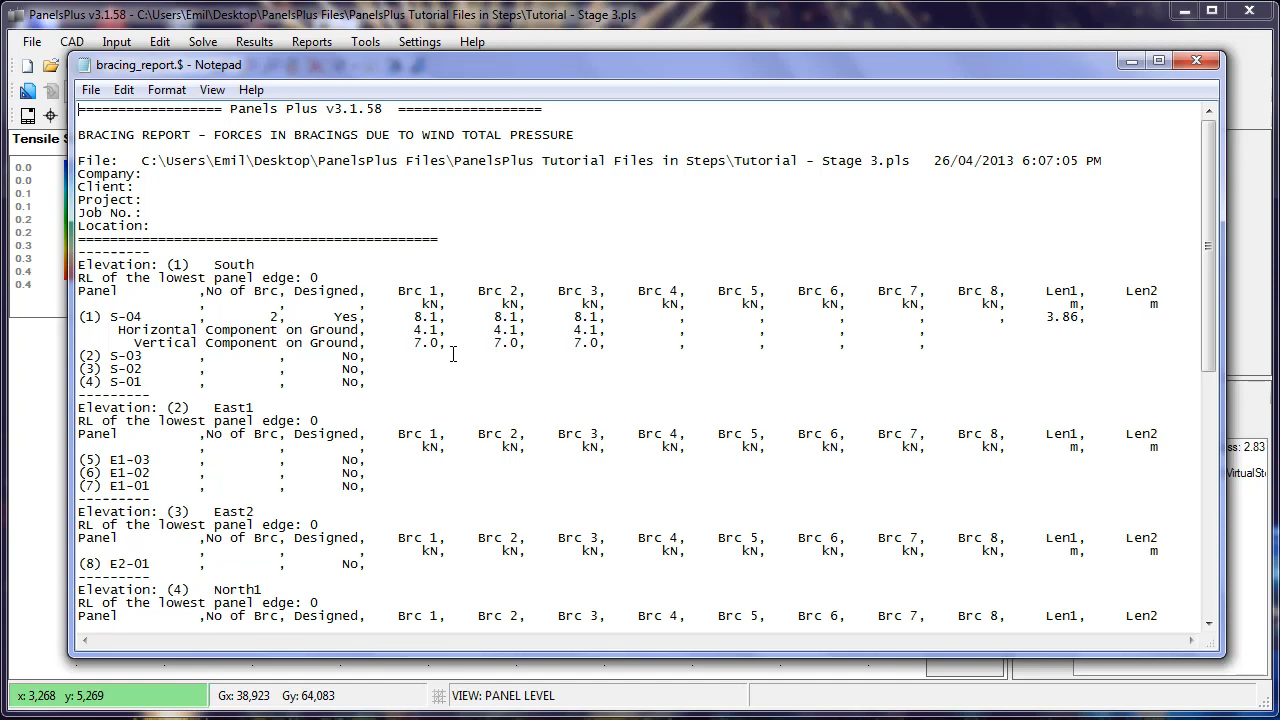 PanelsPlus v3.1.58 - C:\Users\Emil\Desktop\PanelsPlus Files\PanelsPlus Tutorial Files in Steps\Tutorial - Stage 3.pls
File CAD Input Edit Solve Results Reports Tools Settings Help
bracing_report.$ - Notepad
File Edit Format View Help
================== Panels Plus v3.1.58 ==================
BRACING REPORT - FORCES IN BRACINGS DUE TO WIND TOTAL PRESSURE
File: C:\Users\Emil\Desktop\PanelsPlus Files\PanelsPlus Tutorial Files in Steps\Tutorial - Stage 3.pls 26/04/2013 6:07:05 PM
Company:
Client:
Project:
Job No.:
Location:
=============================================
---------
Elevation: (1) South
RL of the lowest panel edge: 0
Panel ,No of Brc, Designed, Brc 1, Brc 2, Brc 3, Brc 4, Brc 5, Brc 6, Brc 7, Brc 8, Len1, Len2
, , , kN, kN, kN, kN, kN, kN, kN, kN, m, m
(1) S-04 , 2, Yes, 8.1, 8.1, 8.1, , , , , , 3.86,
Horizontal Component on Ground, 4.1, 4.1, 4.1, , , , ,
Vertical Component on Ground, 7.0, 7.0, 7.0, , , , ,
(2) S-03 , , No,
(3) S-02 , , No,
(4) S-01 , , No,
---------
Elevation: (2) East1
RL of the lowest panel edge: 0
Panel ,No of Brc, Designed, Brc 1, Brc 2, Brc 3, Brc 4, Brc 5, Brc 6, Brc 7, Brc 8, Len1, Len2
, , , kN, kN, kN, kN, kN, kN, kN, kN, m, m
(5) E1-03 , , No,
(6) E1-02 , , No,
(7) E1-01 , , No,
---------
Elevation: (3) East2
RL of the lowest panel edge: 0
Panel ,No of Brc, Designed, Brc 1, Brc 2, Brc 3, Brc 4, Brc 5, Brc 6, Brc 7, Brc 8, Len1, Len2
, , , kN, kN, kN, kN, kN, kN, kN, kN, m, m
(8) E2-01 , , No,
---------
Elevation: (4) North1
RL of the lowest panel edge: 0
Panel ,No of Brc, Designed, Brc 1, Brc 2, Brc 3, Brc 4, Brc 5, Brc 6, Brc 7, Brc 8, Len1, Len2
Tensile
0.0
0.0
0.1
0.1
0.2
0.2
0.3
0.3
0.4
0.4
ss: 2.83
VirtualSt
x: 3,268 y: 5,269 Gx: 38,923 Gy: 64,083 VIEW: PANEL LEVEL